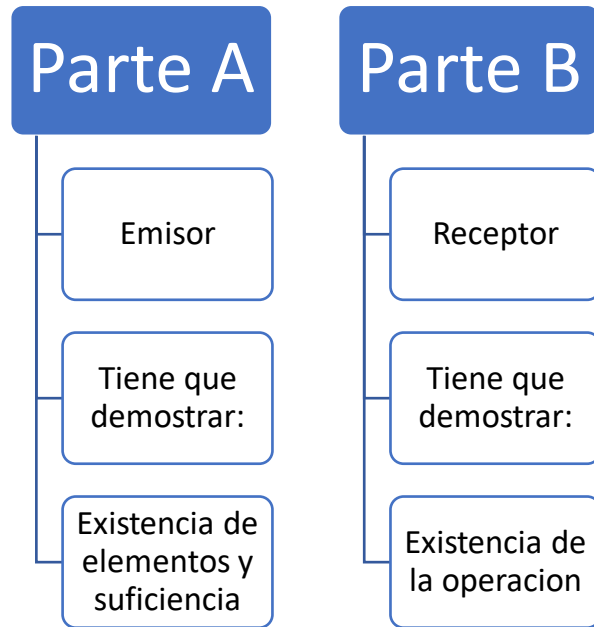 Parte A
Emisor
Tiene que
demostrar:
Existencia de
elementos y
suficiencia
Parte B
Receptor
Tiene que
demostrar:
Existencia de
la operacion